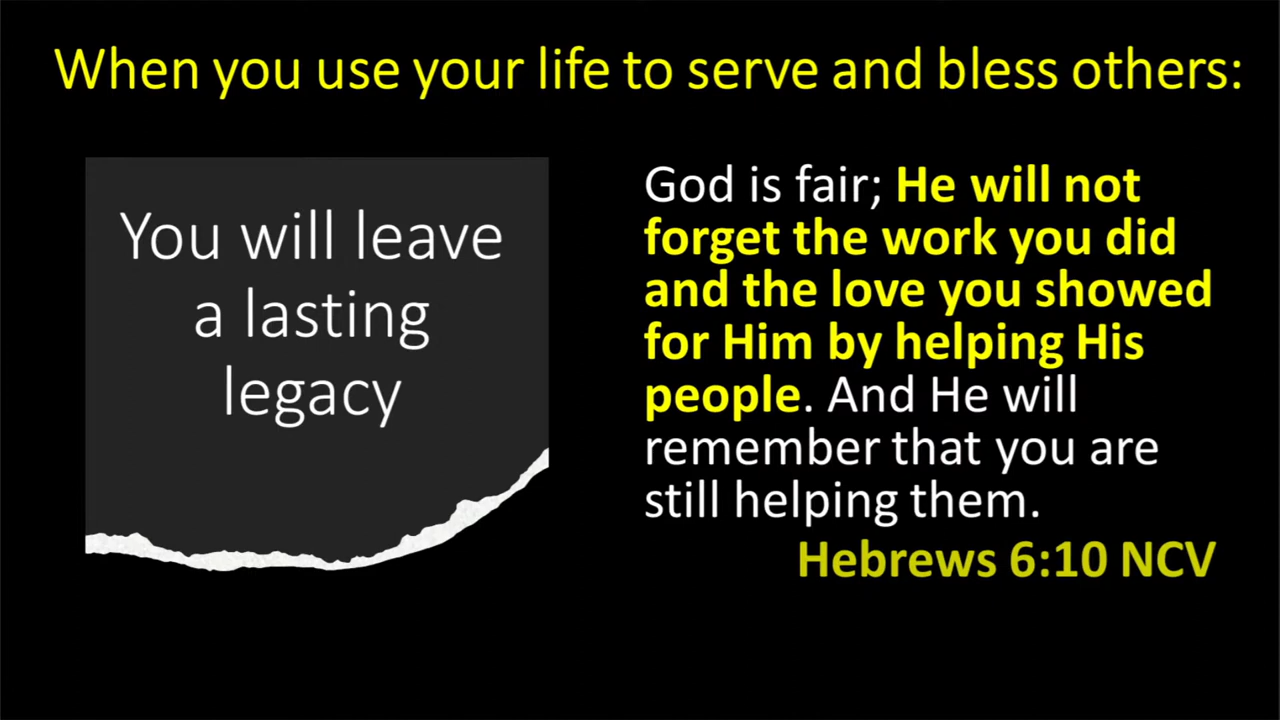 When you use your life to serve and bless others:
You will leave
a lasting
legacy
God is fair; He will not
forget the work you did
and the love you showed
for Him by helping His
people. And He will
remember that you are
still helping them.
Hebrews 6:10 NCV